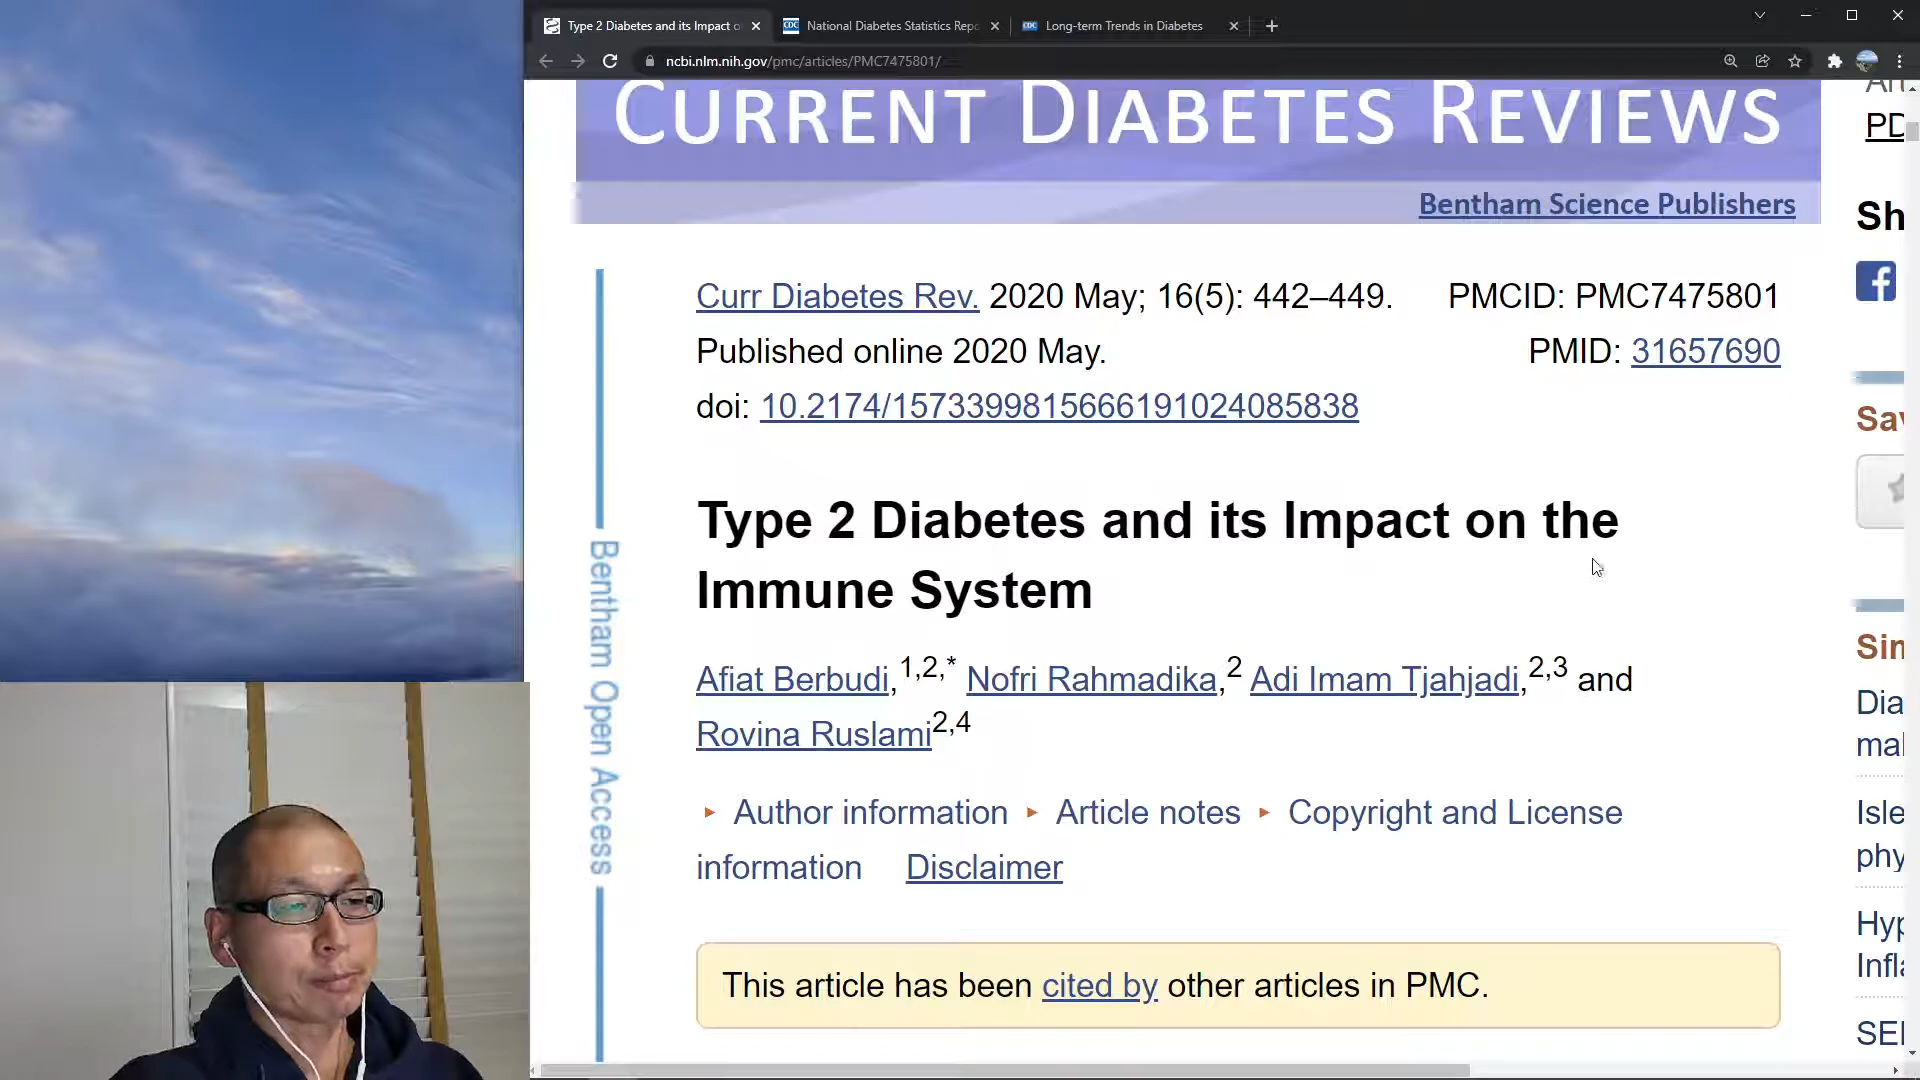 Type 2 Diabetes and its Impact o
National Diabetes Statistics Repo
Long-term Trends in Diabetes
ncbi.nlm.nih.gov/pmc/articles/PMC7475801/
CURRENT DIABETES REVIEWS
Bentham Science Publishers
Curr Diabetes Rev. 2020 May; 16(5): 442–449.
PMCID: PMC7475801
Published online 2020 May.
PMID: 31657690
doi: 10.2174/1573399815666191024085838
Type 2 Diabetes and its Impact on the
Immune System
Afiat Berbudi,1,2,* Nofri Rahmadika,2 Adi Imam Tjahjadi,2,3 and
Rovina Ruslami2,4
Author information Article notes Copyright and License
information Disclaimer
This article has been cited by other articles in PMC.
Bentham Open Access
PD
Sh
Sav
Sim
Dia
mal
Isle
phy
Hyp
Infla
SEI